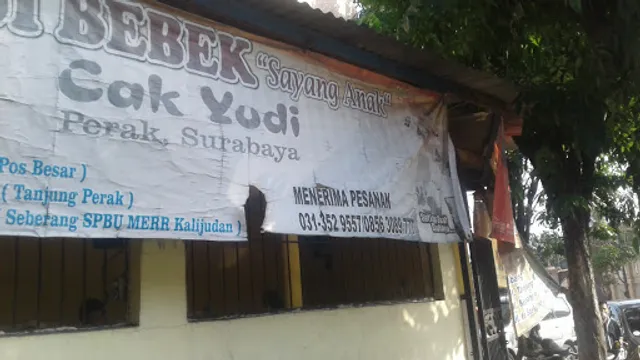 BEBEK "Sayang Anak"
Cak Yudi
Perak, Surabaya
Pos Besar )
( Tanjung Perak )
Seberang SPBU MERR Kalijudan )
MENERIMA PESANAN